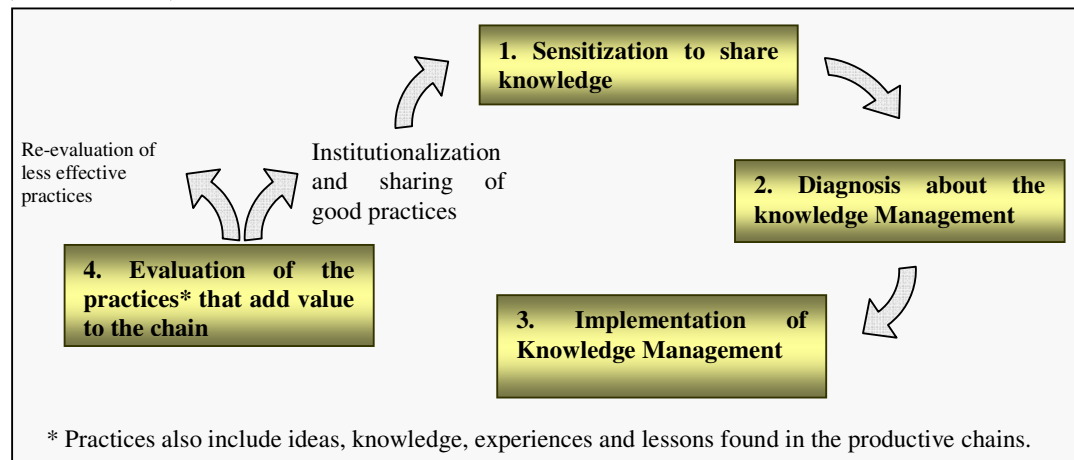 1. Sensitization to share
knowledge
Re-evaluation of
less effective
practices
Institutionalization
and sharing of
good practices
2. Diagnosis about the
knowledge Management
4. Evaluation of the
practices* that add value
to the chain
3. Implementation of
Knowledge Management
* Practices also include ideas, knowledge, experiences and lessons found in the productive chains.